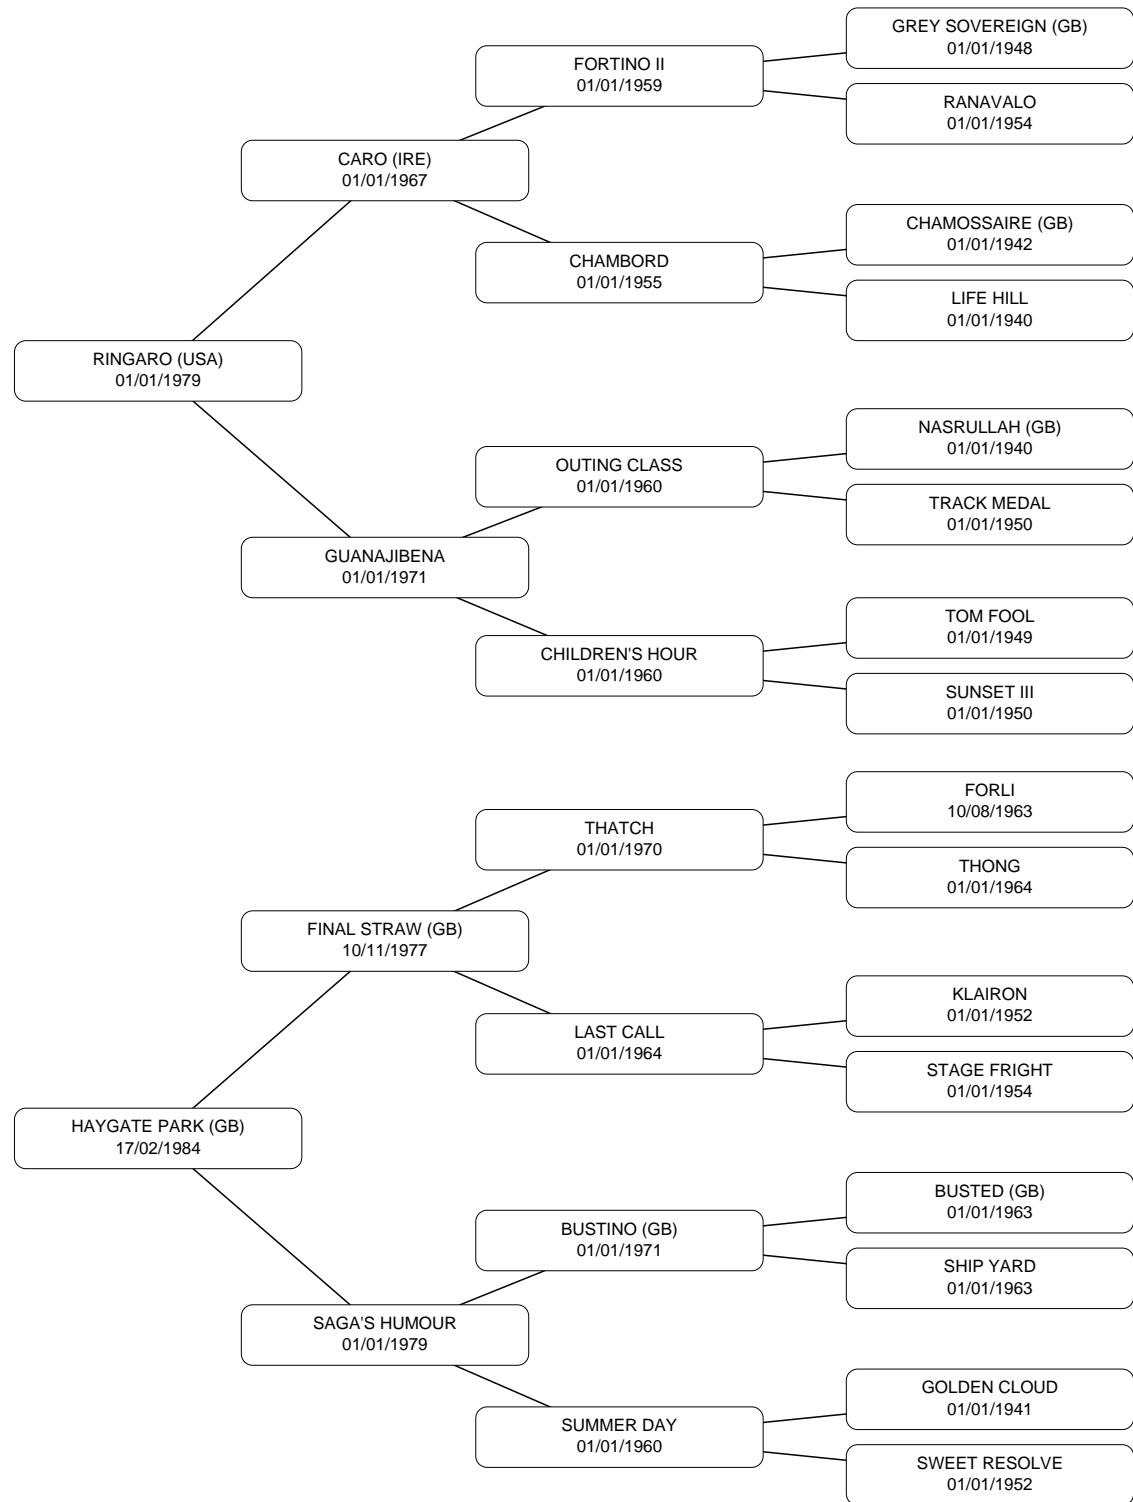 GREY SOVEREIGN (GB)
01/01/1948
FORTINO II
01/01/1959
RANAVALO
01/01/1954
CARO (IRE)
01/01/1967
CHAMOSSAIRE (GB)
01/01/1942
CHAMBORD
01/01/1955
LIFE HILL
01/01/1940
RINGARO (USA)
01/01/1979
NASRULLAH (GB)
01/01/1940
OUTING CLASS
01/01/1960
TRACK MEDAL
01/01/1950
GUANAJIBENA
01/01/1971
TOM FOOL
01/01/1949
CHILDREN'S HOUR
01/01/1960
SUNSET III
01/01/1950
FORLI
10/08/1963
THATCH
01/01/1970
THONG
01/01/1964
FINAL STRAW (GB)
10/11/1977
KLAIRON
01/01/1952
LAST CALL
01/01/1964
STAGE FRIGHT
01/01/1954
HAYGATE PARK (GB)
17/02/1984
BUSTED (GB)
01/01/1963
BUSTINO (GB)
01/01/1971
SHIP YARD
01/01/1963
SAGA'S HUMOUR
01/01/1979
GOLDEN CLOUD
01/01/1941
SUMMER DAY
01/01/1960
SWEET RESOLVE
01/01/1952